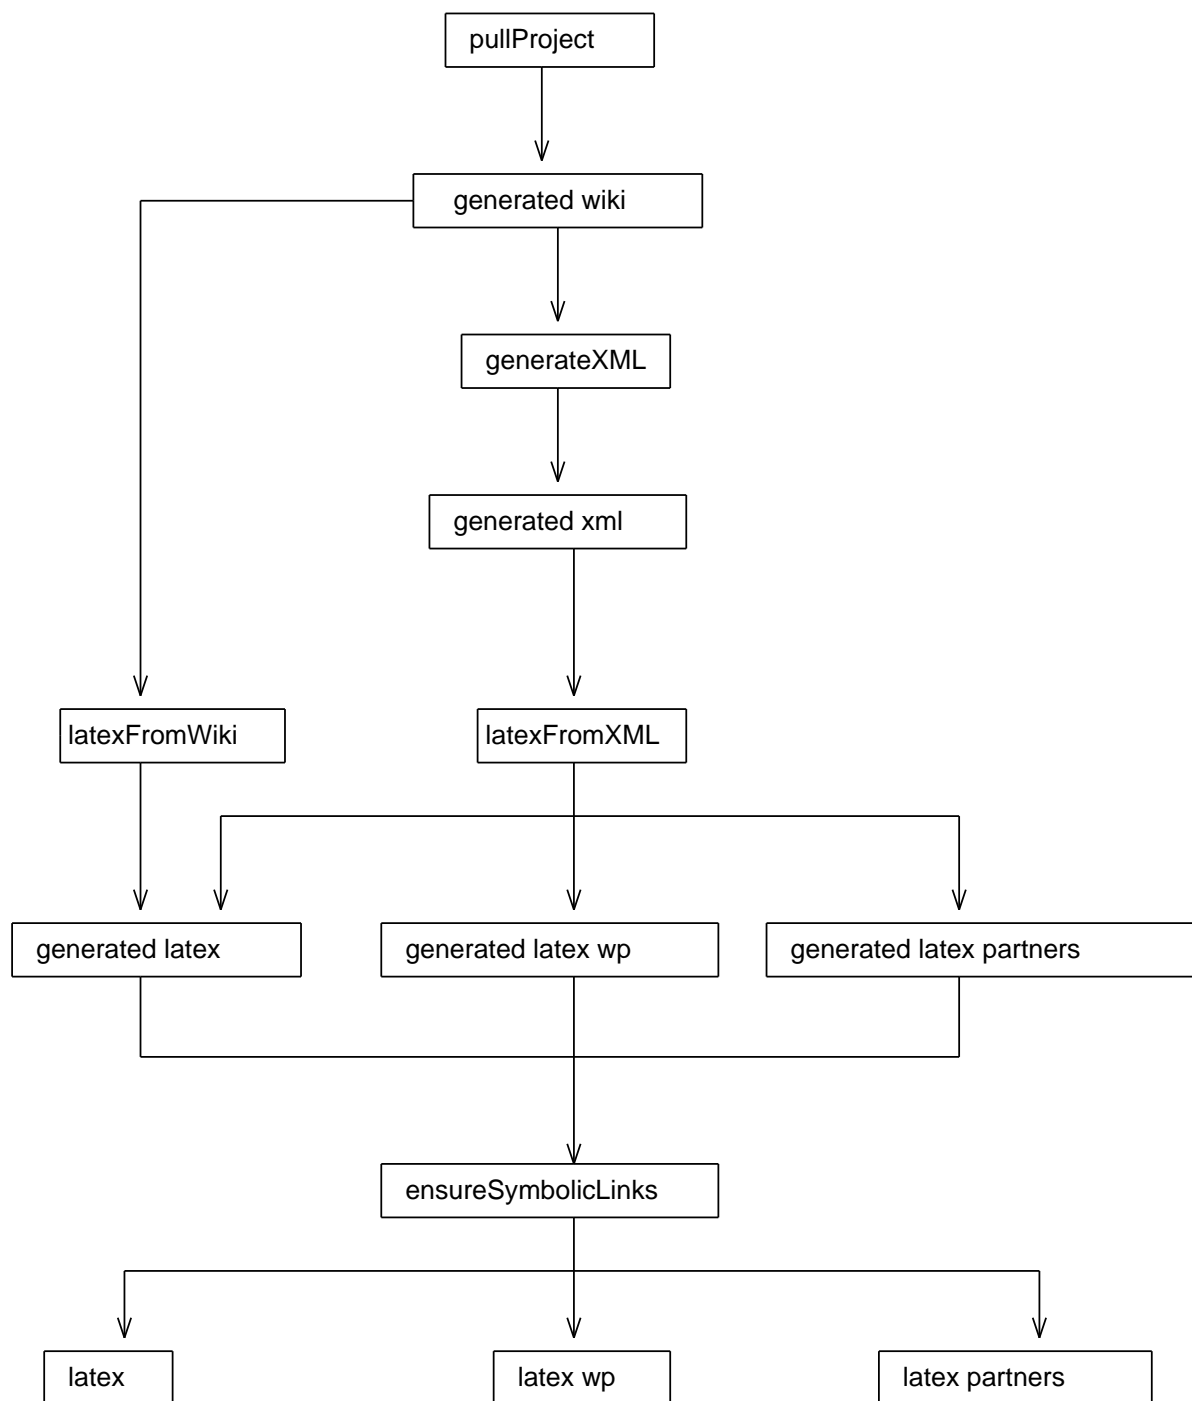 pullProject
generated wiki
generateXML
generated xml
latexFromWiki
latexFromXML
generated latex
generated latex wp
generated latex partners
ensureSymbolicLinks
latex
latex wp
latex partners